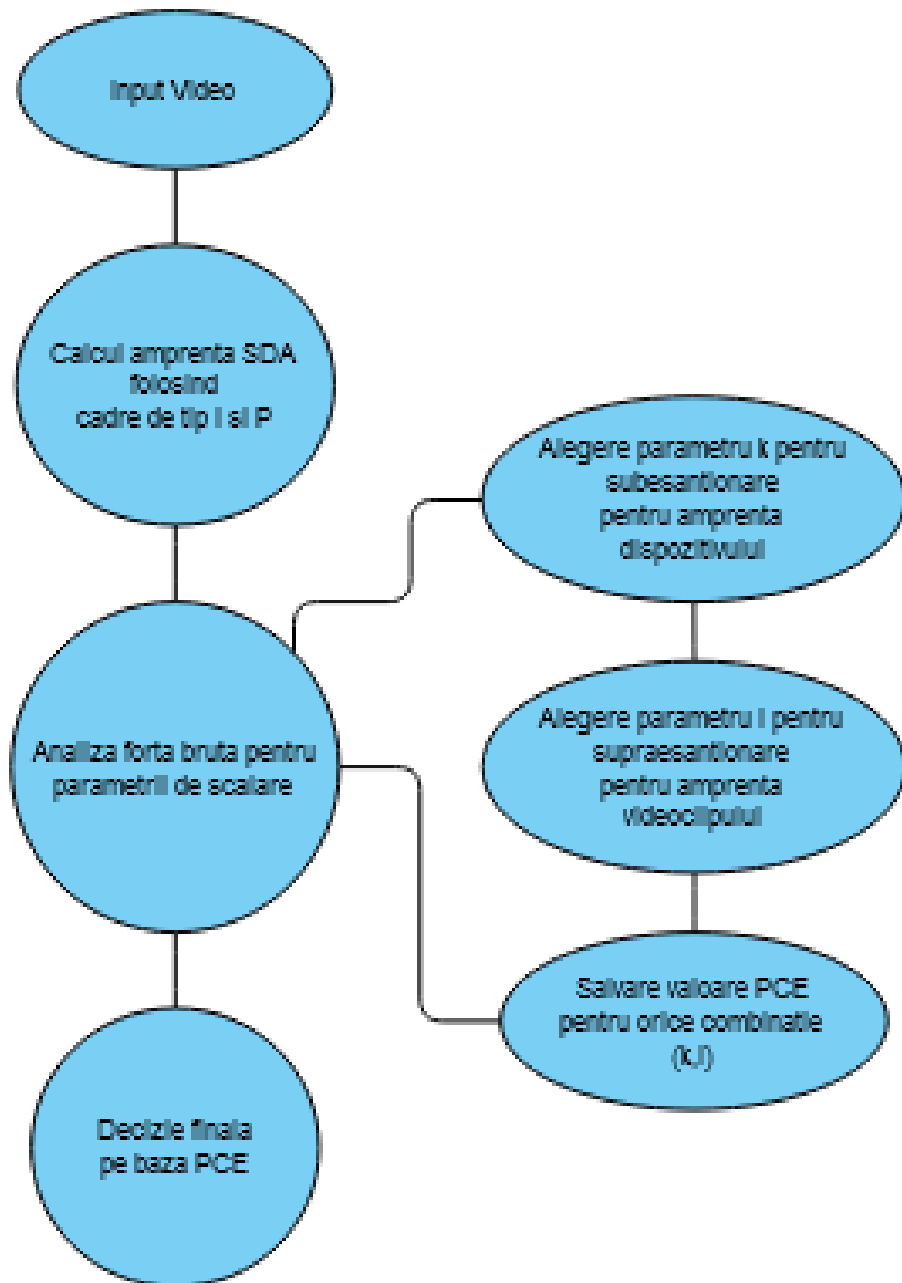 Input Video
Calcul amprenta SDA
folosind
cadre de tip I si P
Analiza forta bruta pentru
parametrii de scalare
Decizie finala
pe baza PCE
Alegere parametru k pentru
subesantionare
pentru amprenta
dispozitivului
Alegere parametru l pentru
supraesantionare
pentru amprenta
videoclipului
Salvare valoare PCE
pentru orice combinatie
(k,l)